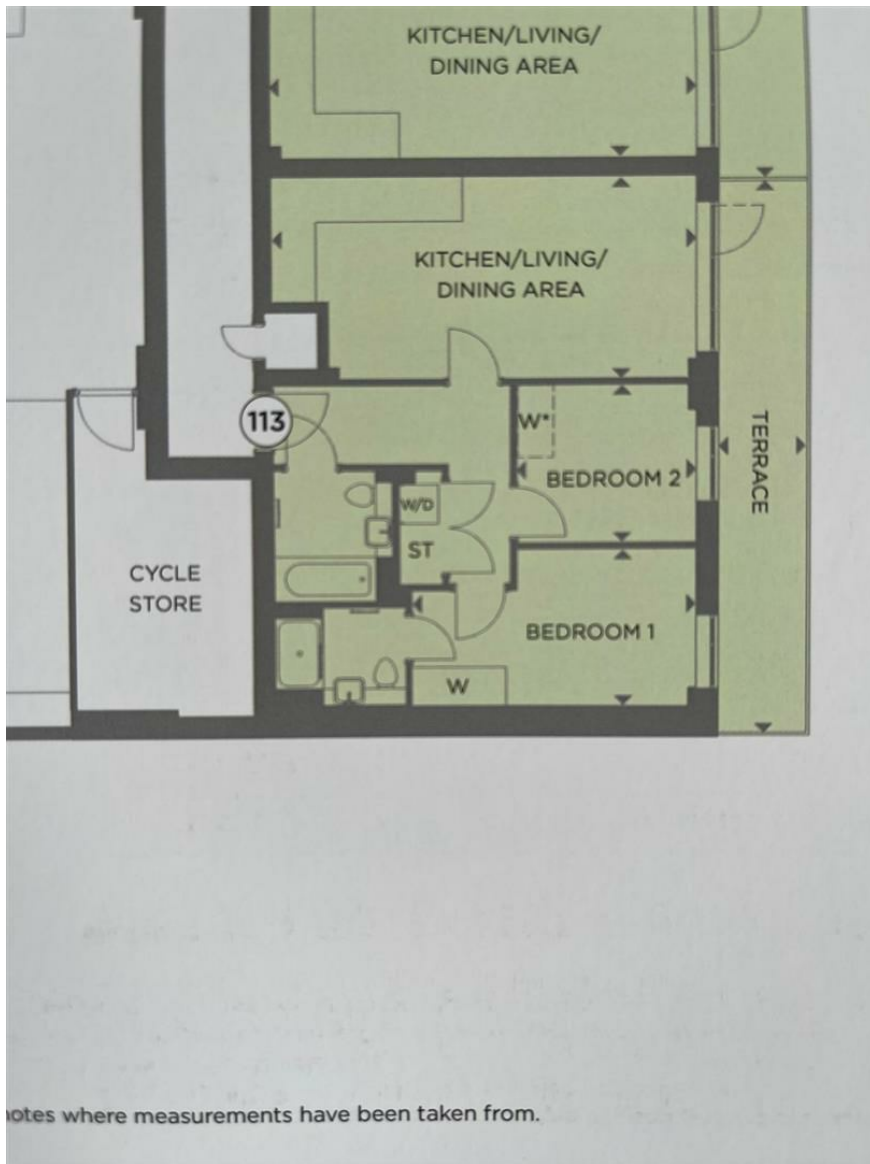 KITCHEN/LIVING/
DINING AREA
KITCHEN/LIVING/
DINING AREA
113
W*
BEDROOM 2
TERRACE
W/D
ST
CYCLE
STORE
BEDROOM 1
W
notes where measurements have been taken from.